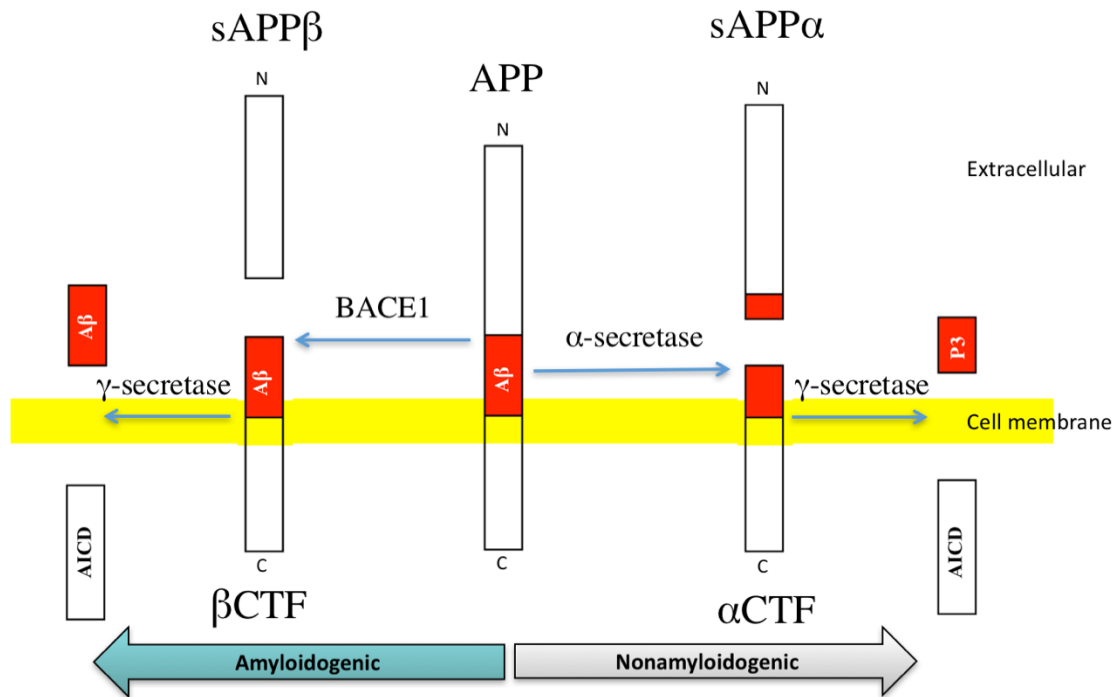 sAPPβ
sAPPα
APP
N
N
N
Extracellular
BACE1
α-secretase
Aβ
P3
Aβ
Aβ
γ-secretase
γ-secretase
Cell membrane
AICD
AICD
C
C
C
βCTF
αCTF
Amyloidogenic
Nonamyloidogenic